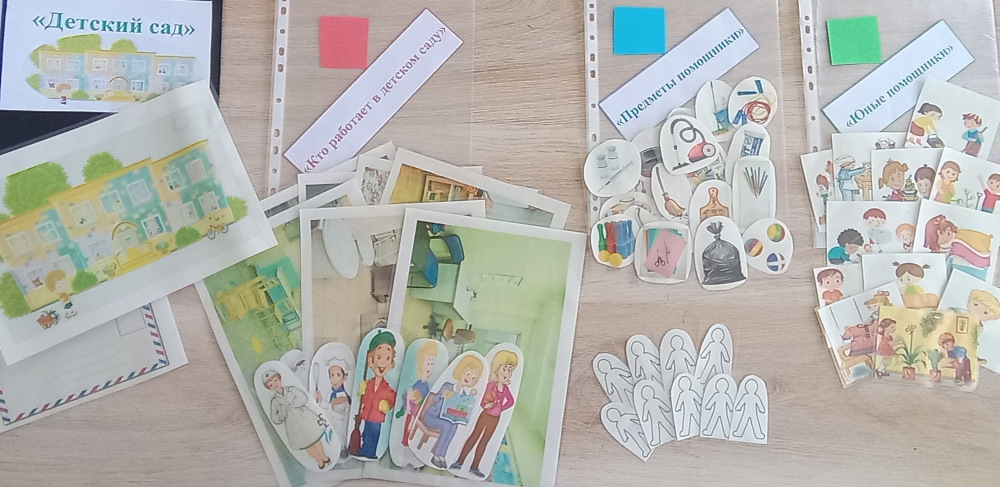 «Детский сад»
«Кто работает в детском саду»
«Предметы помощники»
«Юные помощники»